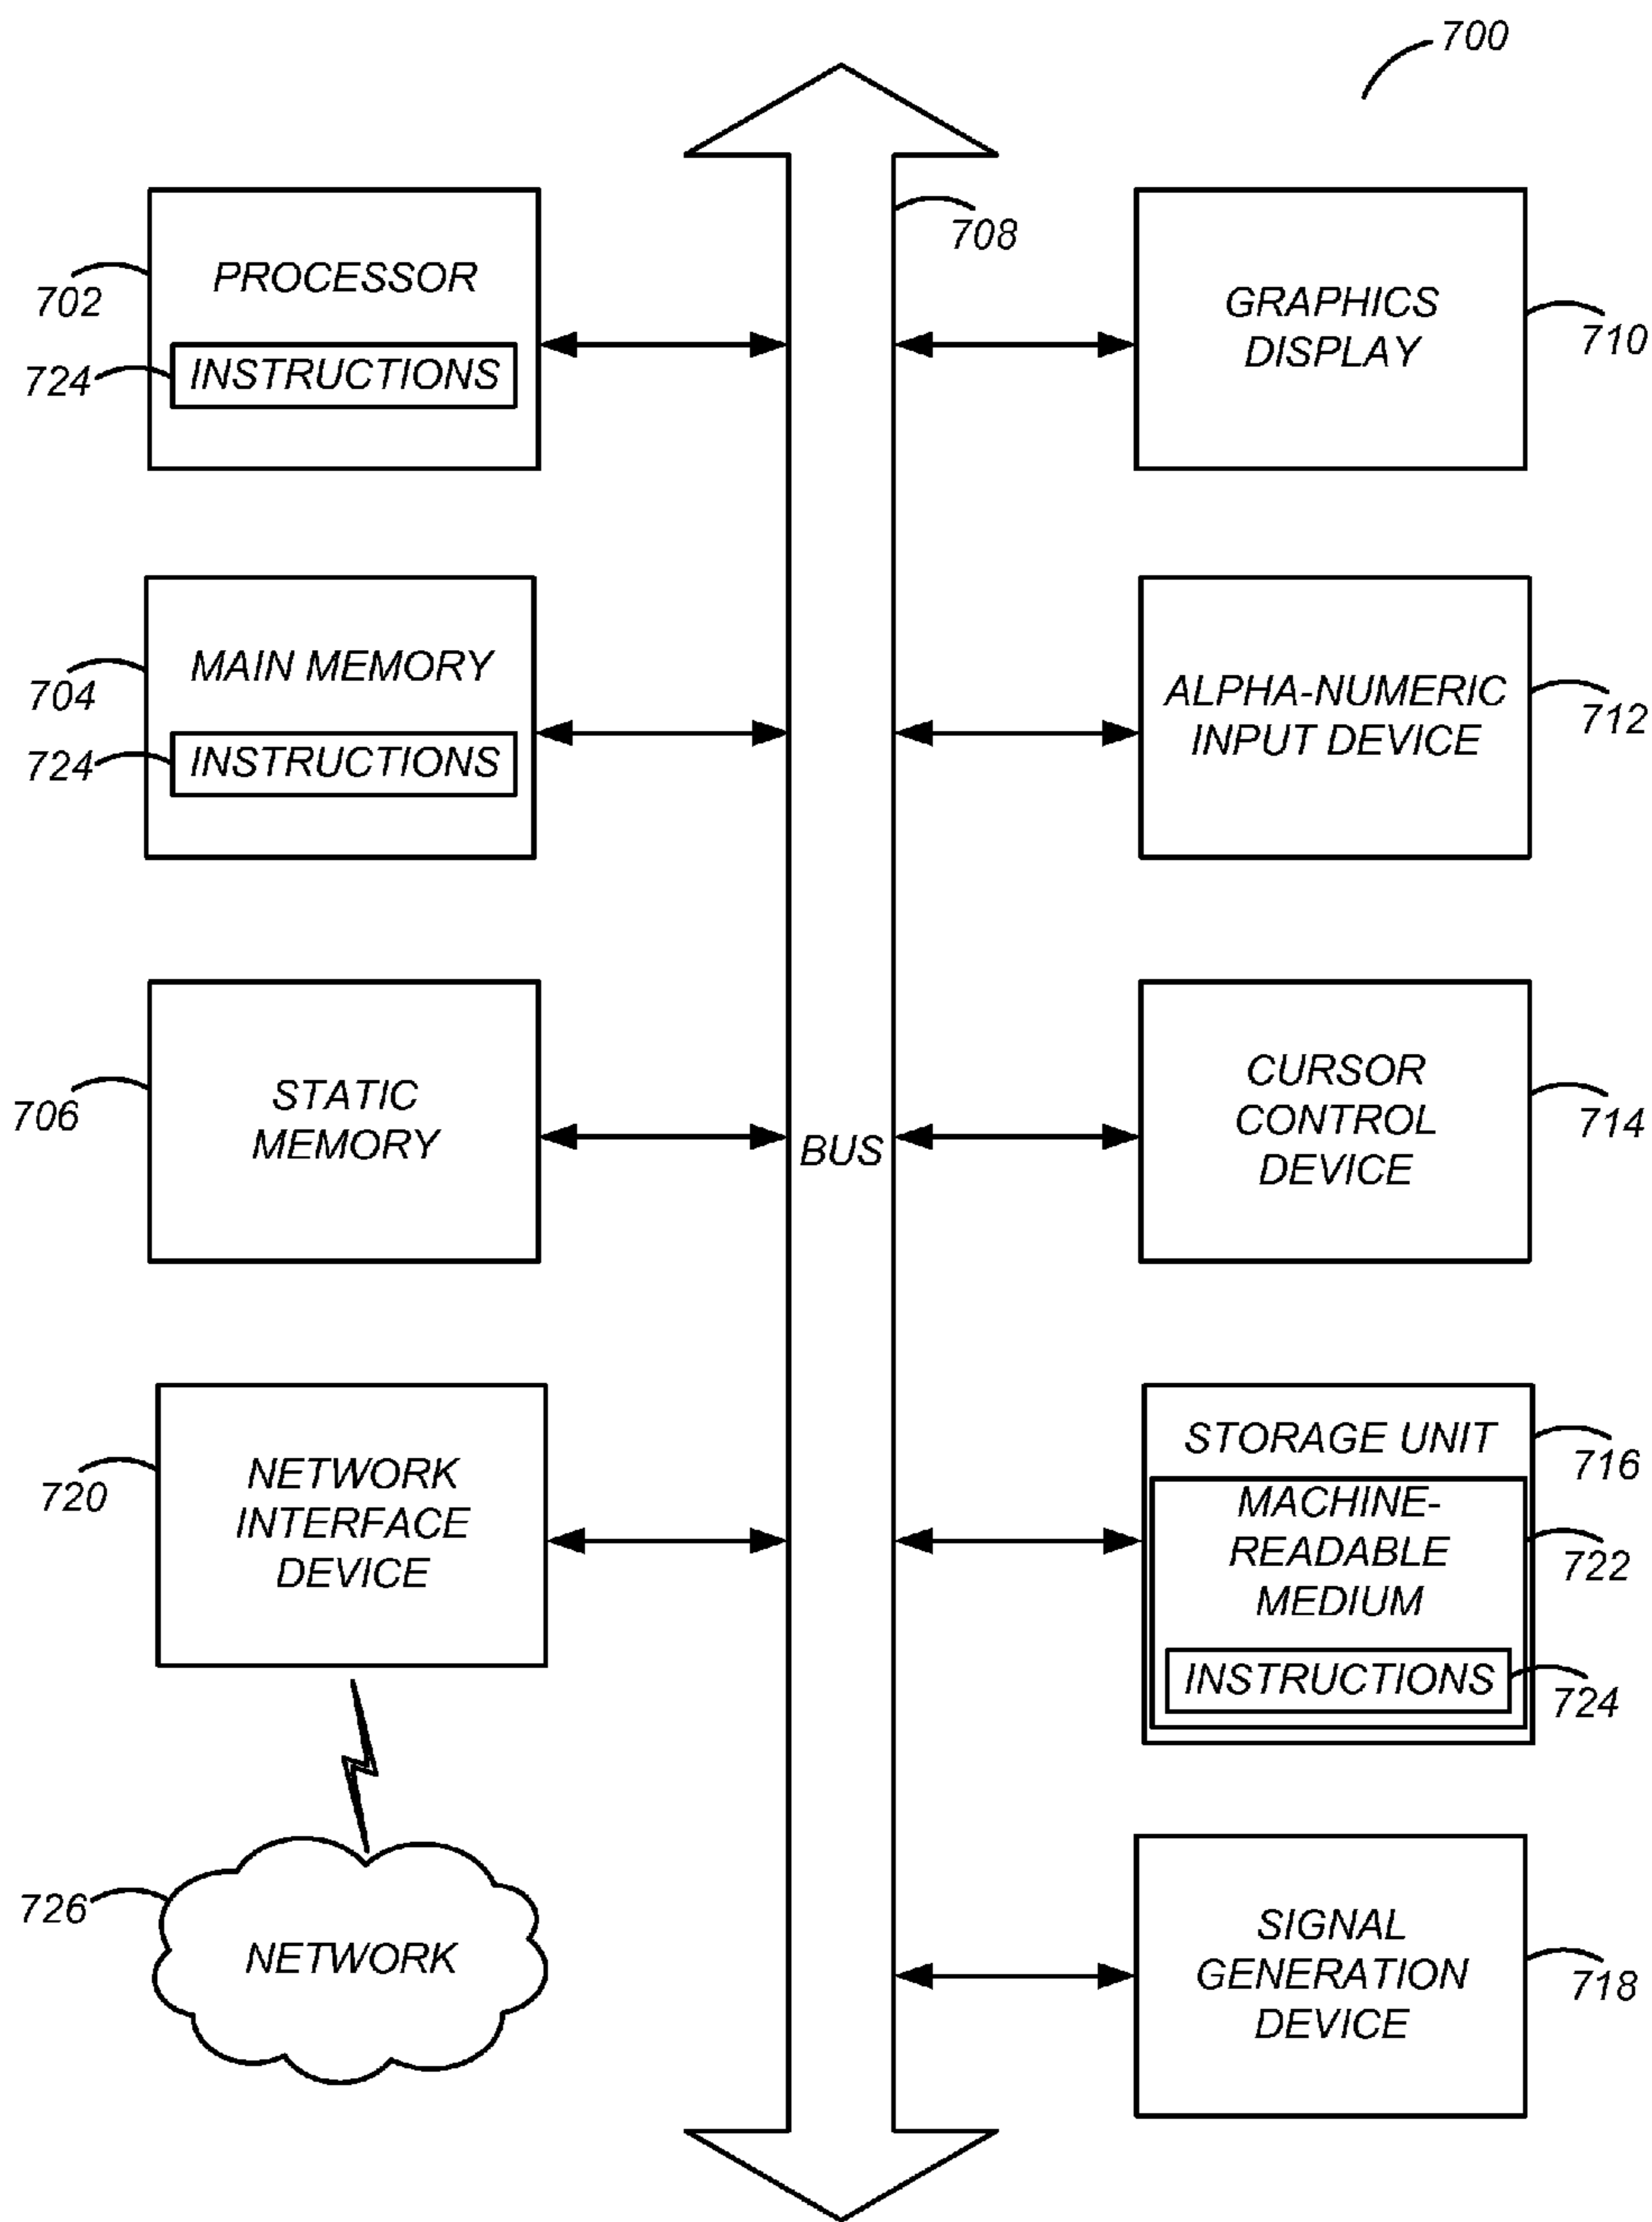 700
708
PROCESSOR
702
INSTRUCTIONS
724
GRAPHICS
DISPLAY
710
MAIN MEMORY
704
INSTRUCTIONS
724
ALPHA-NUMERIC
INPUT DEVICE
712
STATIC
MEMORY
706
BUS
CURSOR
CONTROL
DEVICE
714
NETWORK
INTERFACE
DEVICE
720
STORAGE UNIT
716
MACHINE-
READABLE
MEDIUM
722
INSTRUCTIONS
724
726
NETWORK
SIGNAL
GENERATION
DEVICE
718